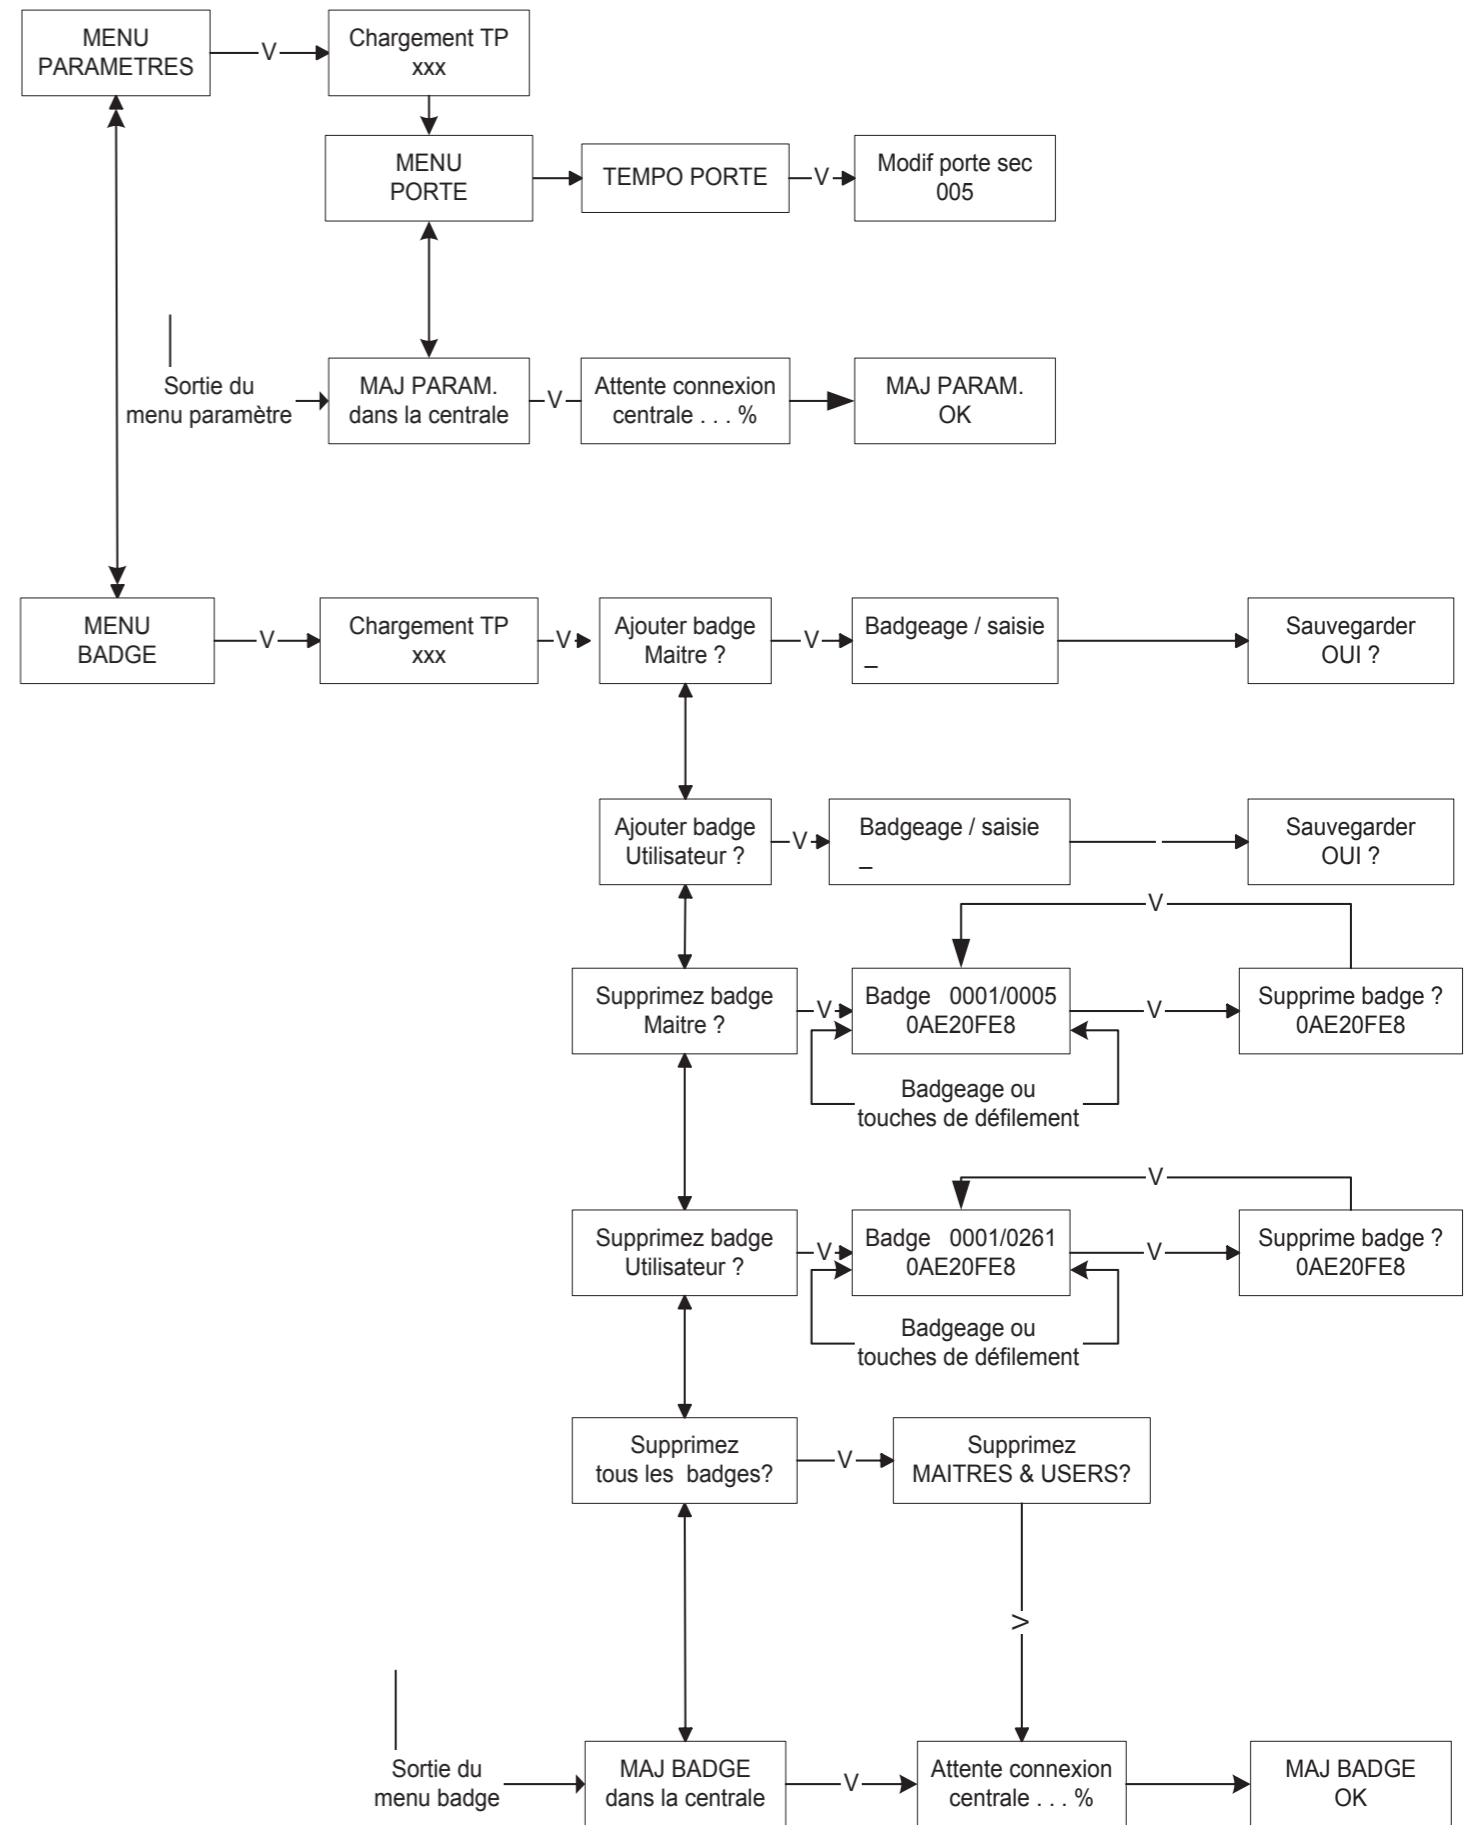 MENU
PARAMETRES
V
Chargement TP
xxx
MENU
PORTE
TEMPO PORTE
V
Modif porte sec
005
Sortie du
menu paramètre
MAJ PARAM.
dans la centrale
V
Attente connexion
centrale . . . %
MAJ PARAM.
OK
MENU
BADGE
V
Chargement TP
xxx
V
Ajouter badge
Maitre ?
V
Badgeage / saisie
_
Sauvegarder
OUI ?
Ajouter badge
Utilisateur ?
V
Badgeage / saisie
_
Sauvegarder
OUI ?
V
Supprimez badge
Maitre ?
V
Badge 0001/0005
0AE20FE8
V
Supprime badge ?
0AE20FE8
Badgeage ou
touches de défilement
V
Supprimez badge
Utilisateur ?
V
Badge 0001/0261
0AE20FE8
V
Supprime badge ?
0AE20FE8
Badgeage ou
touches de défilement
Supprimez
tous les badges?
V
Supprimez
MAITRES & USERS?
V
Sortie du
menu badge
MAJ BADGE
dans la centrale
V
Attente connexion
centrale . . . %
MAJ BADGE
OK